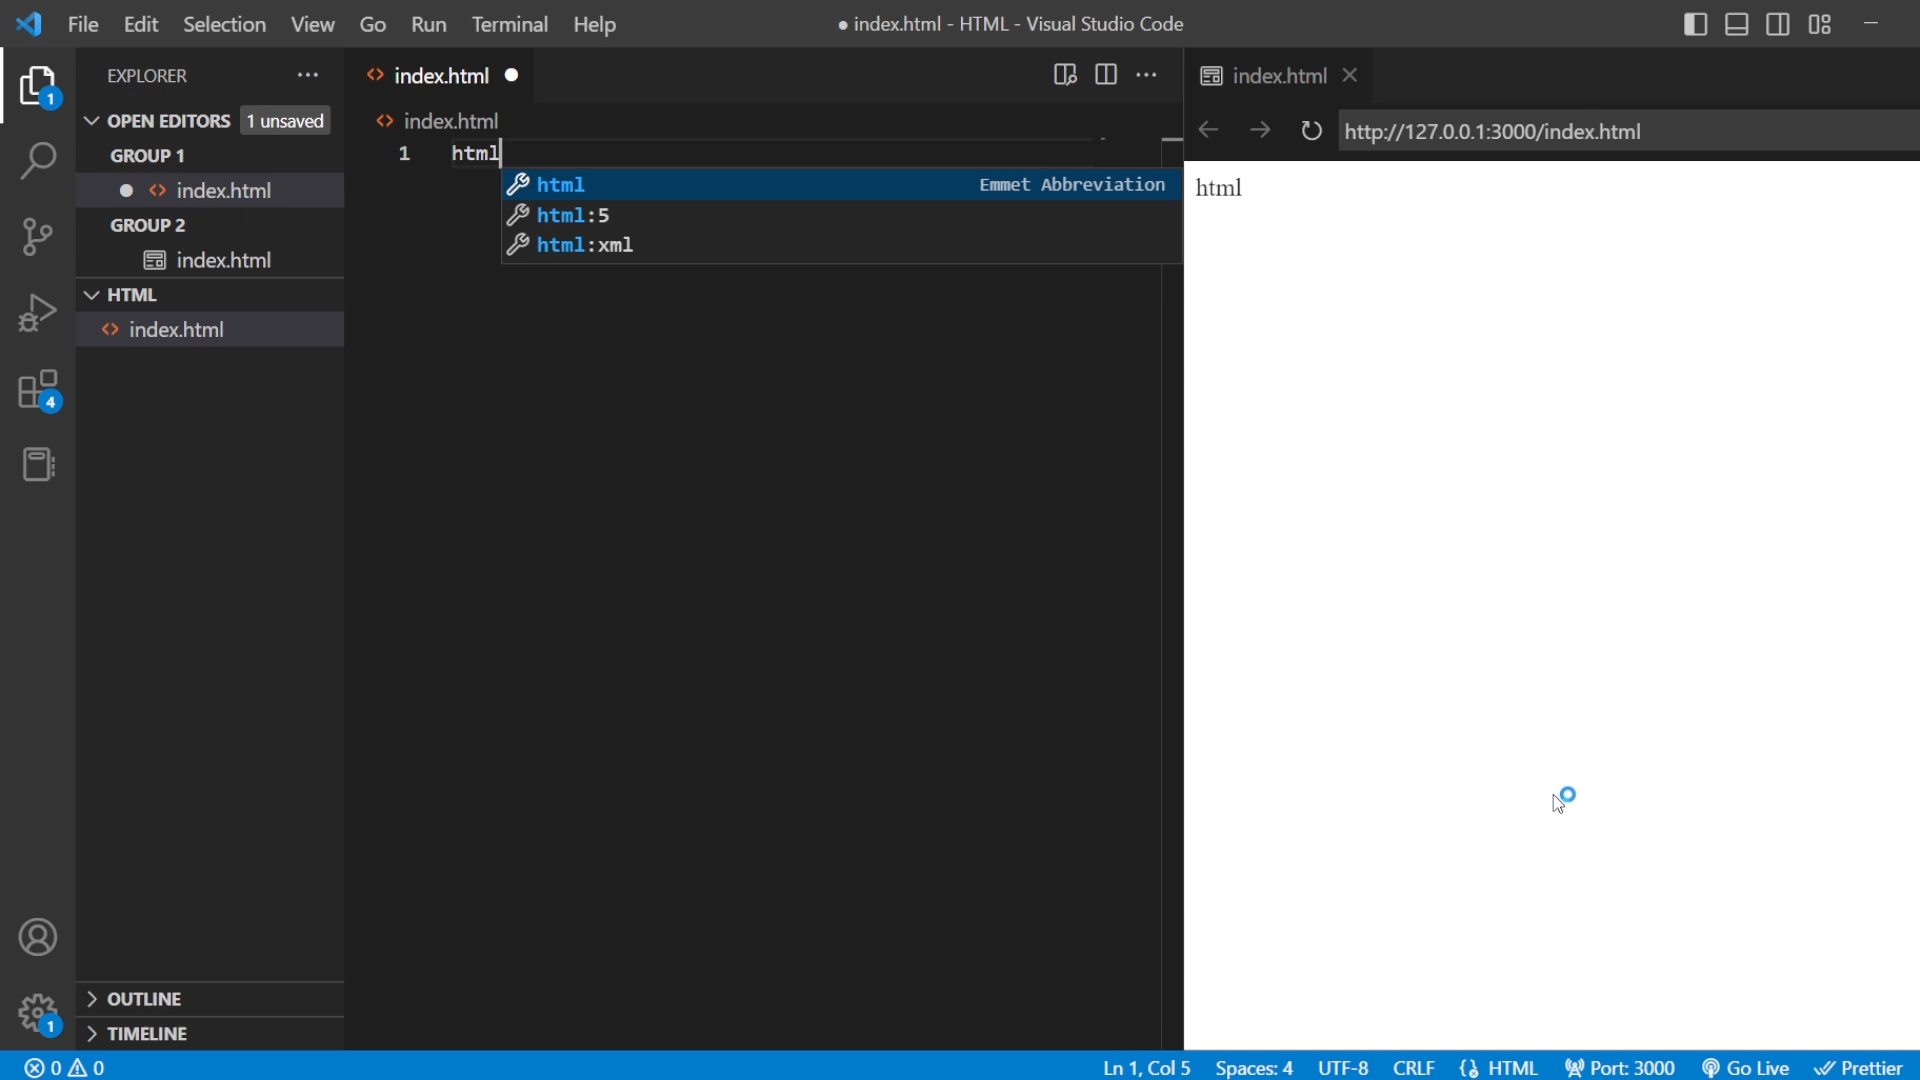 File Edit Selection View Go Run Terminal Help
● index.html - HTML - Visual Studio Code
EXPLORER
OPEN EDITORS 1 unsaved
GROUP 1
index.html
GROUP 2
index.html
HTML
index.html
OUTLINE
TIMELINE
1
4
1
index.html
index.html
1 html
html Emmet Abbreviation
html:5
html:xml
index.html
http://127.0.0.1:3000/index.html
html
0 0 Ln 1, Col 5 Spaces: 4 UTF-8 CRLF HTML Port: 3000 Go Live Prettier